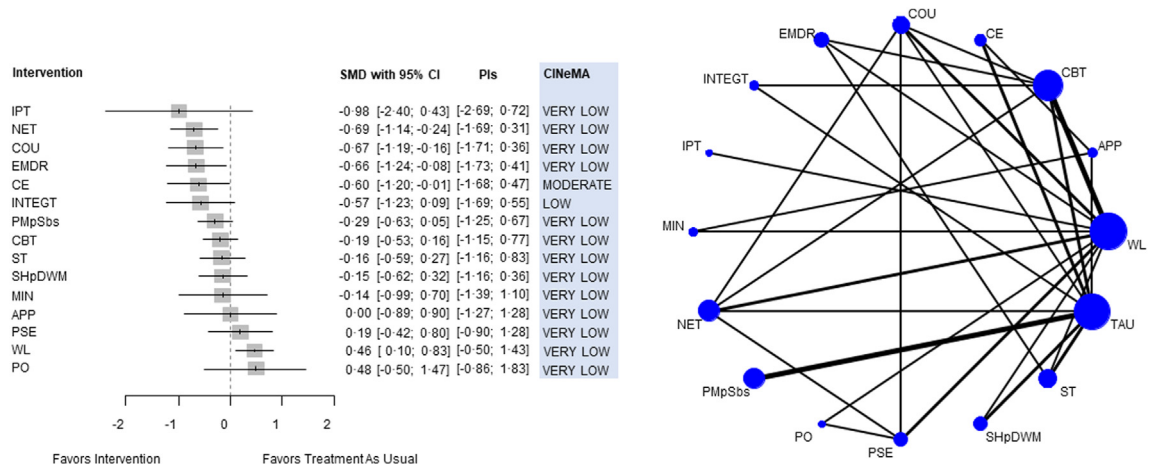 Intervention SMD with 95% CI PIs CINeMA
IPT -0·98 [-2·40; 0·43] [-2·69; 0·72] VERY LOW
NET -0·69 [-1·14; -0·24] [-1·69; 0·31] VERY LOW
COU -0·67 [-1·19; -0·16] [-1·71; 0·36] VERY LOW
EMDR -0·66 [-1·24; -0·08] [-1·73; 0·41] VERY LOW
CE -0·60 [-1·20; -0·01] [-1·68; 0·47] MODERATE
INTEGT -0·57 [-1·23; 0·09] [-1·69; 0·55] LOW
PMpSbs -0·29 [-0·63; 0·05] [-1·25; 0·67] VERY LOW
CBT -0·19 [-0·53; 0·16] [-1·15; 0·77] VERY LOW
ST -0·16 [-0·59; 0·27] [-1·16; 0·83] VERY LOW
SHpDWM -0·15 [-0·62; 0·32] [-1·16; 0·36] VERY LOW
MIN -0·14 [-0·99; 0·70] [-1·39; 1·10] VERY LOW
APP 0·00 [-0·89; 0·90] [-1·27; 1·28] VERY LOW
PSE 0·19 [-0·42; 0·80] [-0·90; 1·28] VERY LOW
WL 0·46 [ 0·10; 0·83] [-0·50; 1·43] VERY LOW
PO 0·48 [-0·50; 1·47] [-0·86; 1·83] VERY LOW
-2 -1 0 1 2
Favors Intervention Favors Treatment As Usual
COU
EMDR
CE
CBT
INTEGT
APP
IPT
WL
MIN
TAU
NET
ST
PMpSbs
SHpDWM
PO
PSE